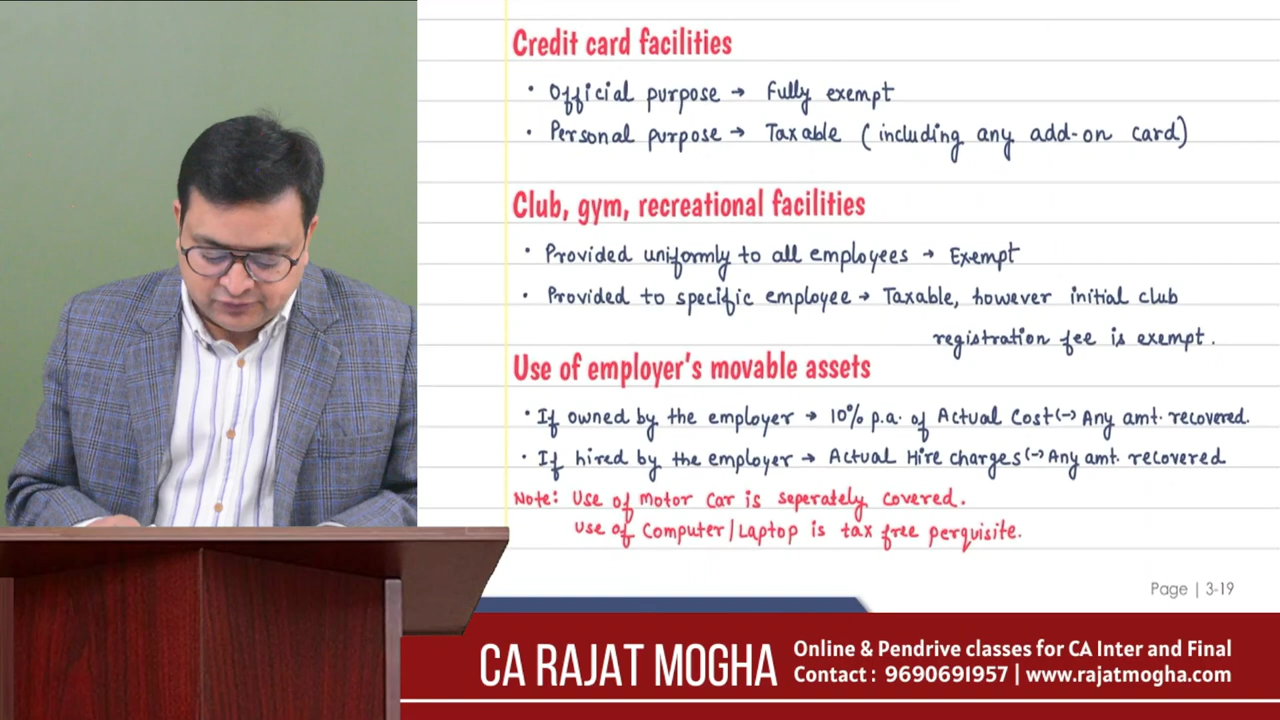 Credit card facilities
• Official purpose → Fully exempt
• Personal purpose → Taxable (including any add-on card)
Club, gym, recreational facilities
• Provided uniformly to all employees → Exempt
• Provided to specific employee → Taxable, however initial club
registration fee is exempt.
Use of employer's movable assets
• If owned by the employer → 10% p.a. of Actual Cost (-) Any amt. recovered.
• If hired by the employer → Actual Hire charges (-) Any amt. recovered
Note: Use of Motor Car is seperately covered.
Use of Computer/Laptop is tax free perquisite.
Page | 3-19
CA RAJAT MOGHA
Online & Pendrive classes for CA Inter and Final
Contact : 9690691957 | www.rajatmogha.com